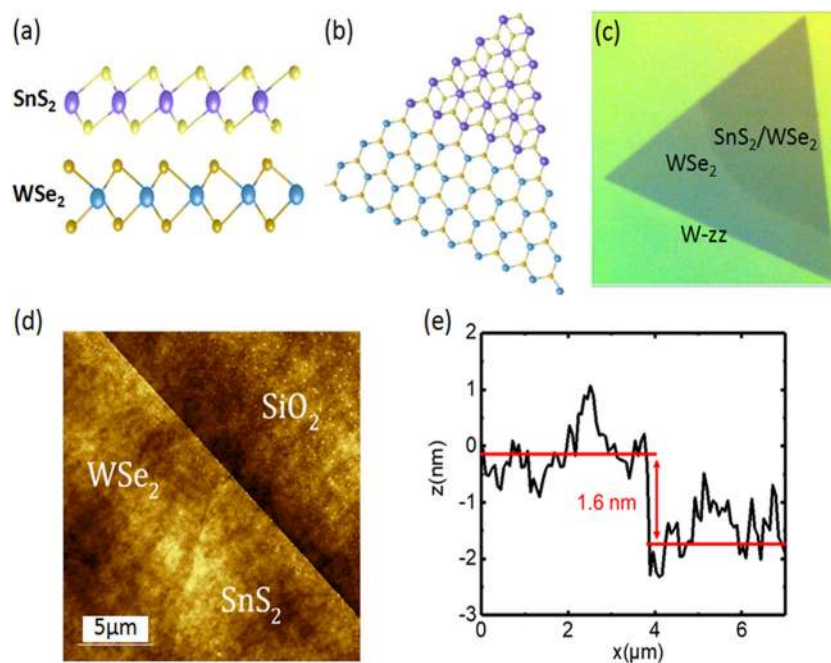 (a)
SnS2
WSe2
(b)
(c)
SnS2/WSe2
WSe2
W-zz
(d)
SiO2
WSe2
SnS2
5μm
(e)
z(nm)
2
1
0
-1
-2
-3
1.6 nm
0 2 4 6
x(μm)